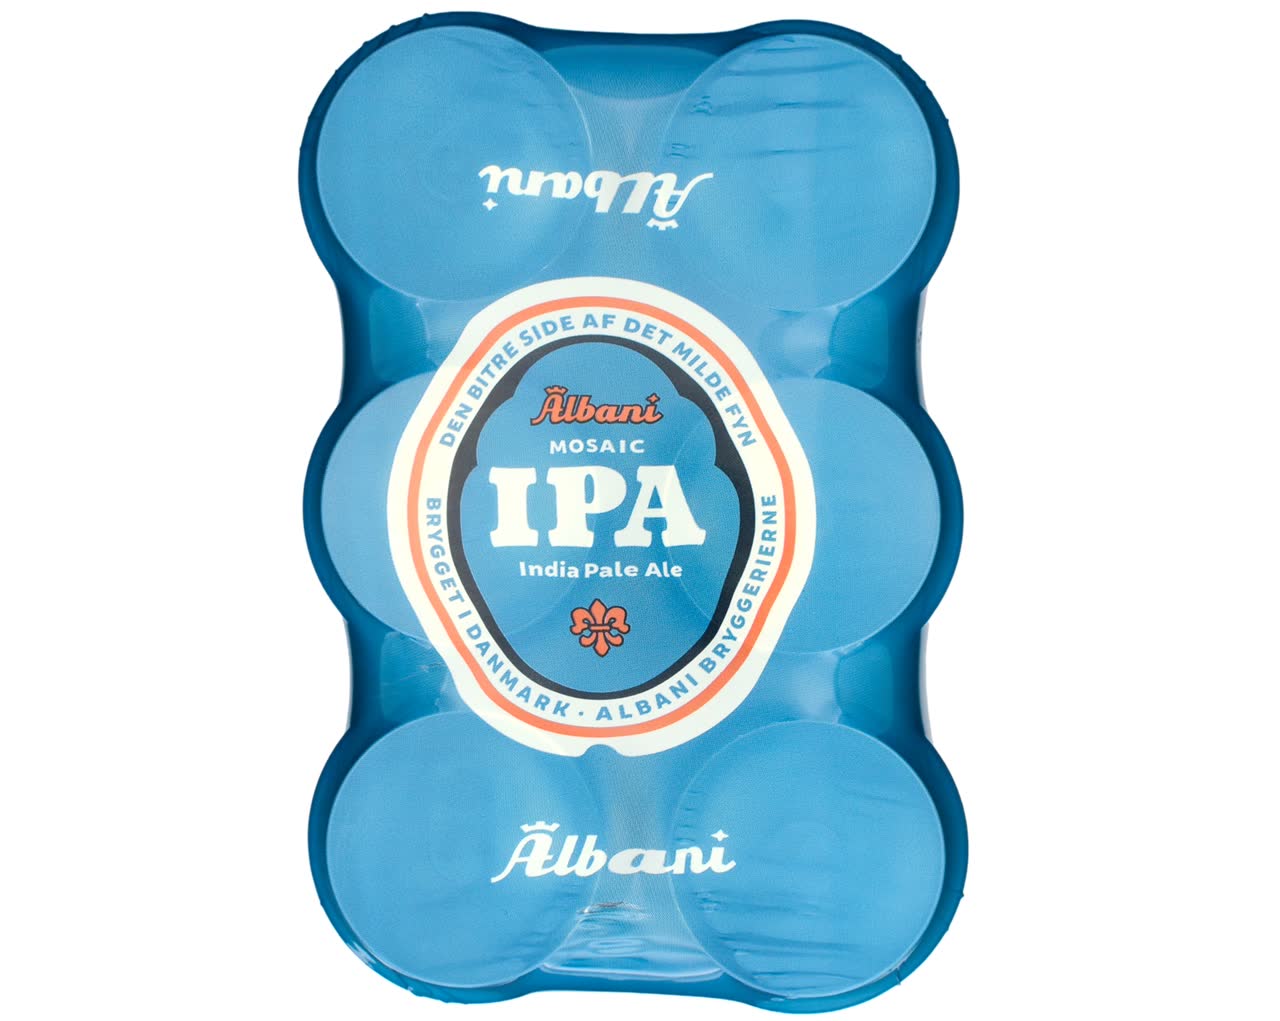 Albani
DEN BITRE SIDE AF DET MILDE FYN
Albani
MOSAIC
IPA
India Pale Ale
BRYGGET I DANMARK · ALBANI BRYGGERIERNE
Albani